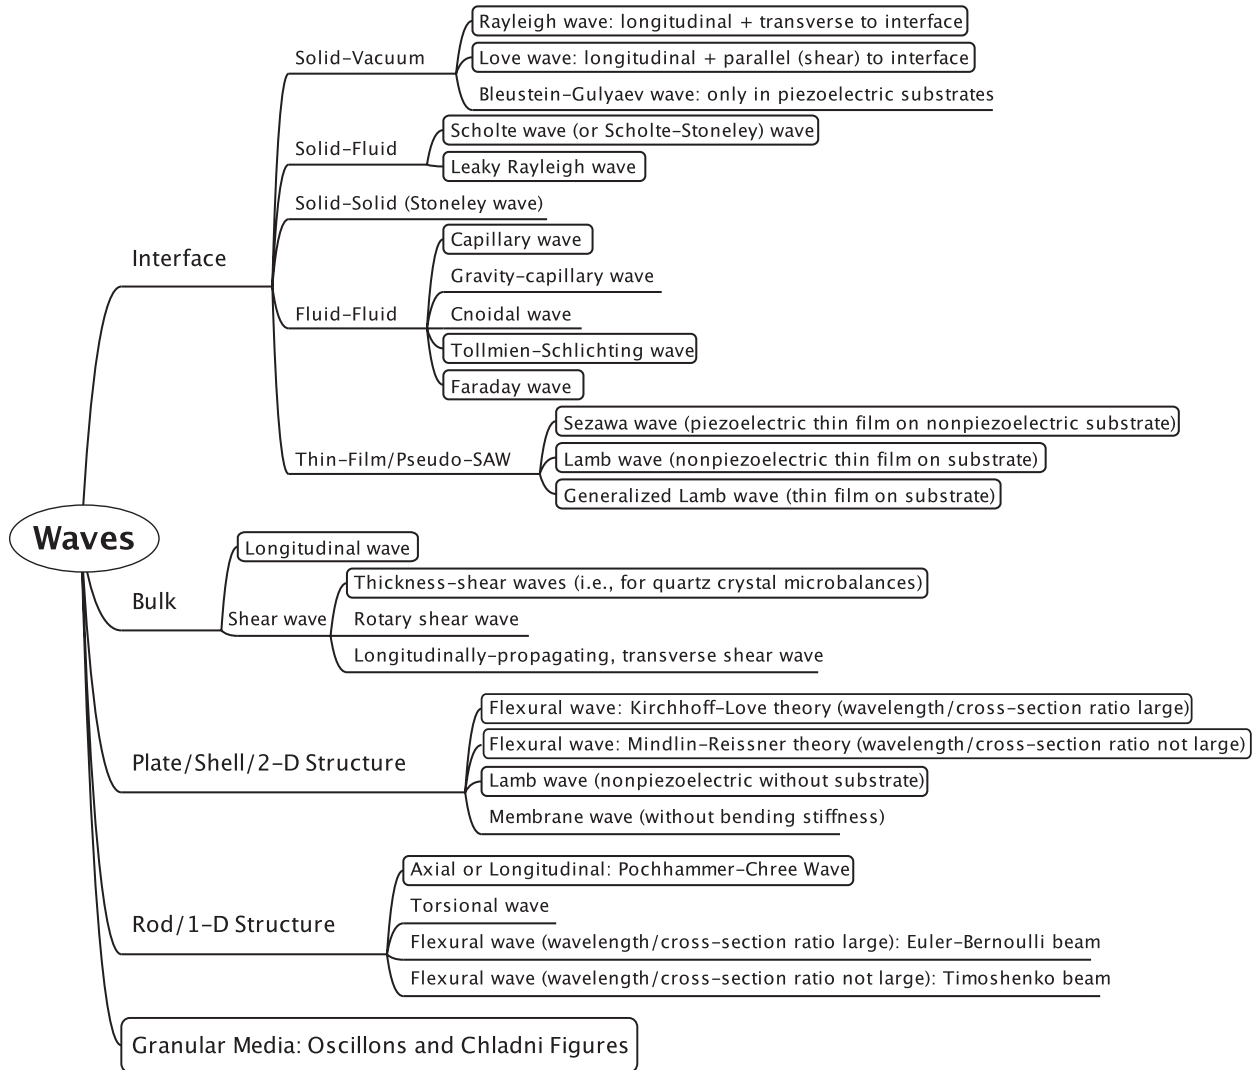 Waves
Interface
Solid-Vacuum
Rayleigh wave: longitudinal + transverse to interface
Love wave: longitudinal + parallel (shear) to interface
Bleustein-Gulyaev wave: only in piezoelectric substrates
Solid-Fluid
Scholte wave (or Scholte-Stoneley) wave
Leaky Rayleigh wave
Solid-Solid (Stoneley wave)
Fluid-Fluid
Capillary wave
Gravity-capillary wave
Cnoidal wave
Tollmien-Schlichting wave
Faraday wave
Thin-Film/Pseudo-SAW
Sezawa wave (piezoelectric thin film on nonpiezoelectric substrate)
Lamb wave (nonpiezoelectric thin film on substrate)
Generalized Lamb wave (thin film on substrate)
Bulk
Longitudinal wave
Shear wave
Thickness-shear waves (i.e., for quartz crystal microbalances)
Rotary shear wave
Longitudinally-propagating, transverse shear wave
Plate/Shell/2-D Structure
Flexural wave: Kirchhoff-Love theory (wavelength/cross-section ratio large)
Flexural wave: Mindlin-Reissner theory (wavelength/cross-section ratio not large)
Lamb wave (nonpiezoelectric without substrate)
Membrane wave (without bending stiffness)
Rod/1-D Structure
Axial or Longitudinal: Pochhammer-Chree Wave
Torsional wave
Flexural wave (wavelength/cross-section ratio large): Euler-Bernoulli beam
Flexural wave (wavelength/cross-section ratio not large): Timoshenko beam
Granular Media: Oscillons and Chladni Figures